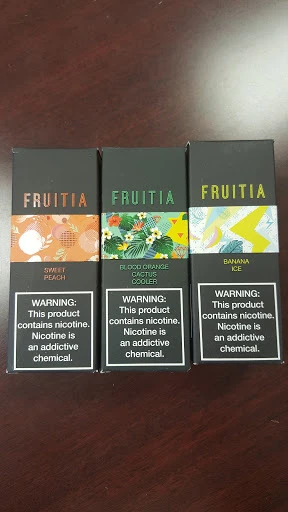 FRUITIA
SWEET
PEACH
WARNING:
This product
contains nicotine.
Nicotine is
an addictive
chemical.
FRUITIA
BLOOD ORANGE
CACTUS
COOLER
WARNING:
This product
contains nicotine.
Nicotine is
an addictive
chemical.
FRUITIA
BANANA
ICE
WARNING:
This product
contains nicotine.
Nicotine is
an addictive
chemical.